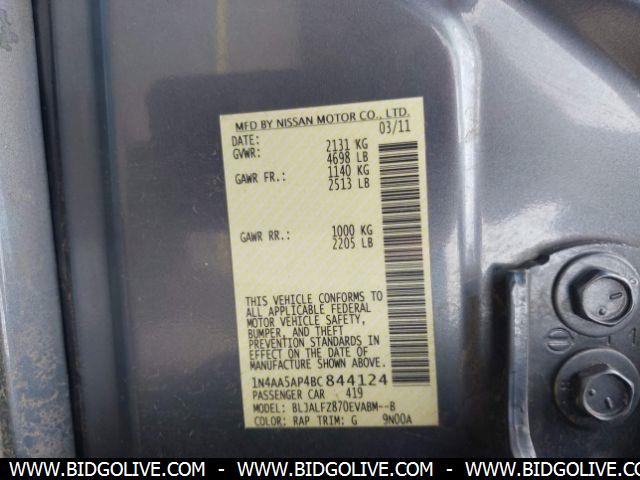 MFD BY NISSAN MOTOR CO., LTD.
DATE: 03/11
GVWR: 2131 KG
4698 LB
GAWR FR.: 1140 KG
2513 LB
GAWR RR.: 1000 KG
2205 LB
THIS VEHICLE CONFORMS TO
ALL APPLICABLE FEDERAL
MOTOR VEHICLE SAFETY,
BUMPER, AND THEFT
PREVENTION STANDARDS IN
EFFECT ON THE DATE OF
MANUFACTURE SHOWN ABOVE.
1N4AA5AP4BC844124
PASSENGER CAR 419
MODEL: BLJALFZ870EVABM--B
COLOR: RAP TRIM: G 9N00A
WWW.BIDGOLIVE.COM - WWW.BIDGOLIVE.COM - WWW.BIDGOLIVE.COM